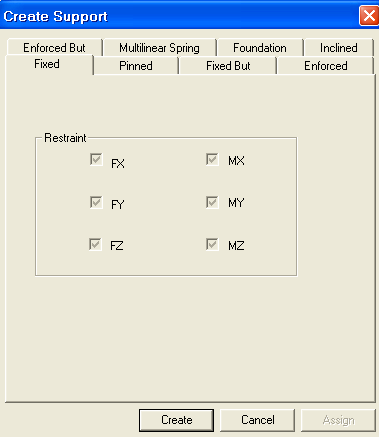 Create Support
Enforced But Multilinear Spring Foundation Inclined
Fixed Pinned Fixed But Enforced
Restraint
FX MX
FY MY
FZ MZ
Create Cancel Assign